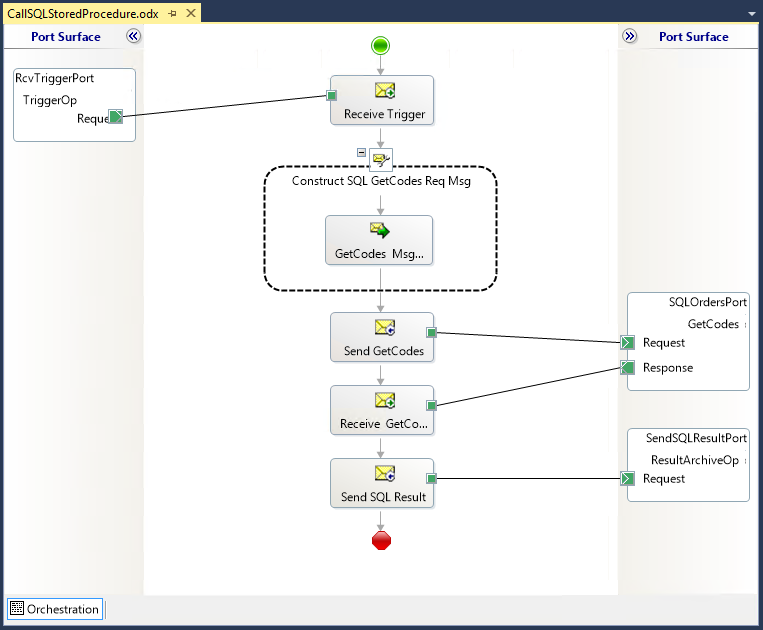 CallSQLStoredProcedure.odx
Port Surface
Port Surface
RcvTriggerPort
TriggerOp
Reque
Receive Trigger
Construct SQL GetCodes Req Msg
GetCodes Msg...
Send GetCodes
Receive GetCo...
Send SQL Result
SQLOrdersPort
GetCodes
Request
Response
SendSQLResultPort
ResultArchiveOp
Request
Orchestration